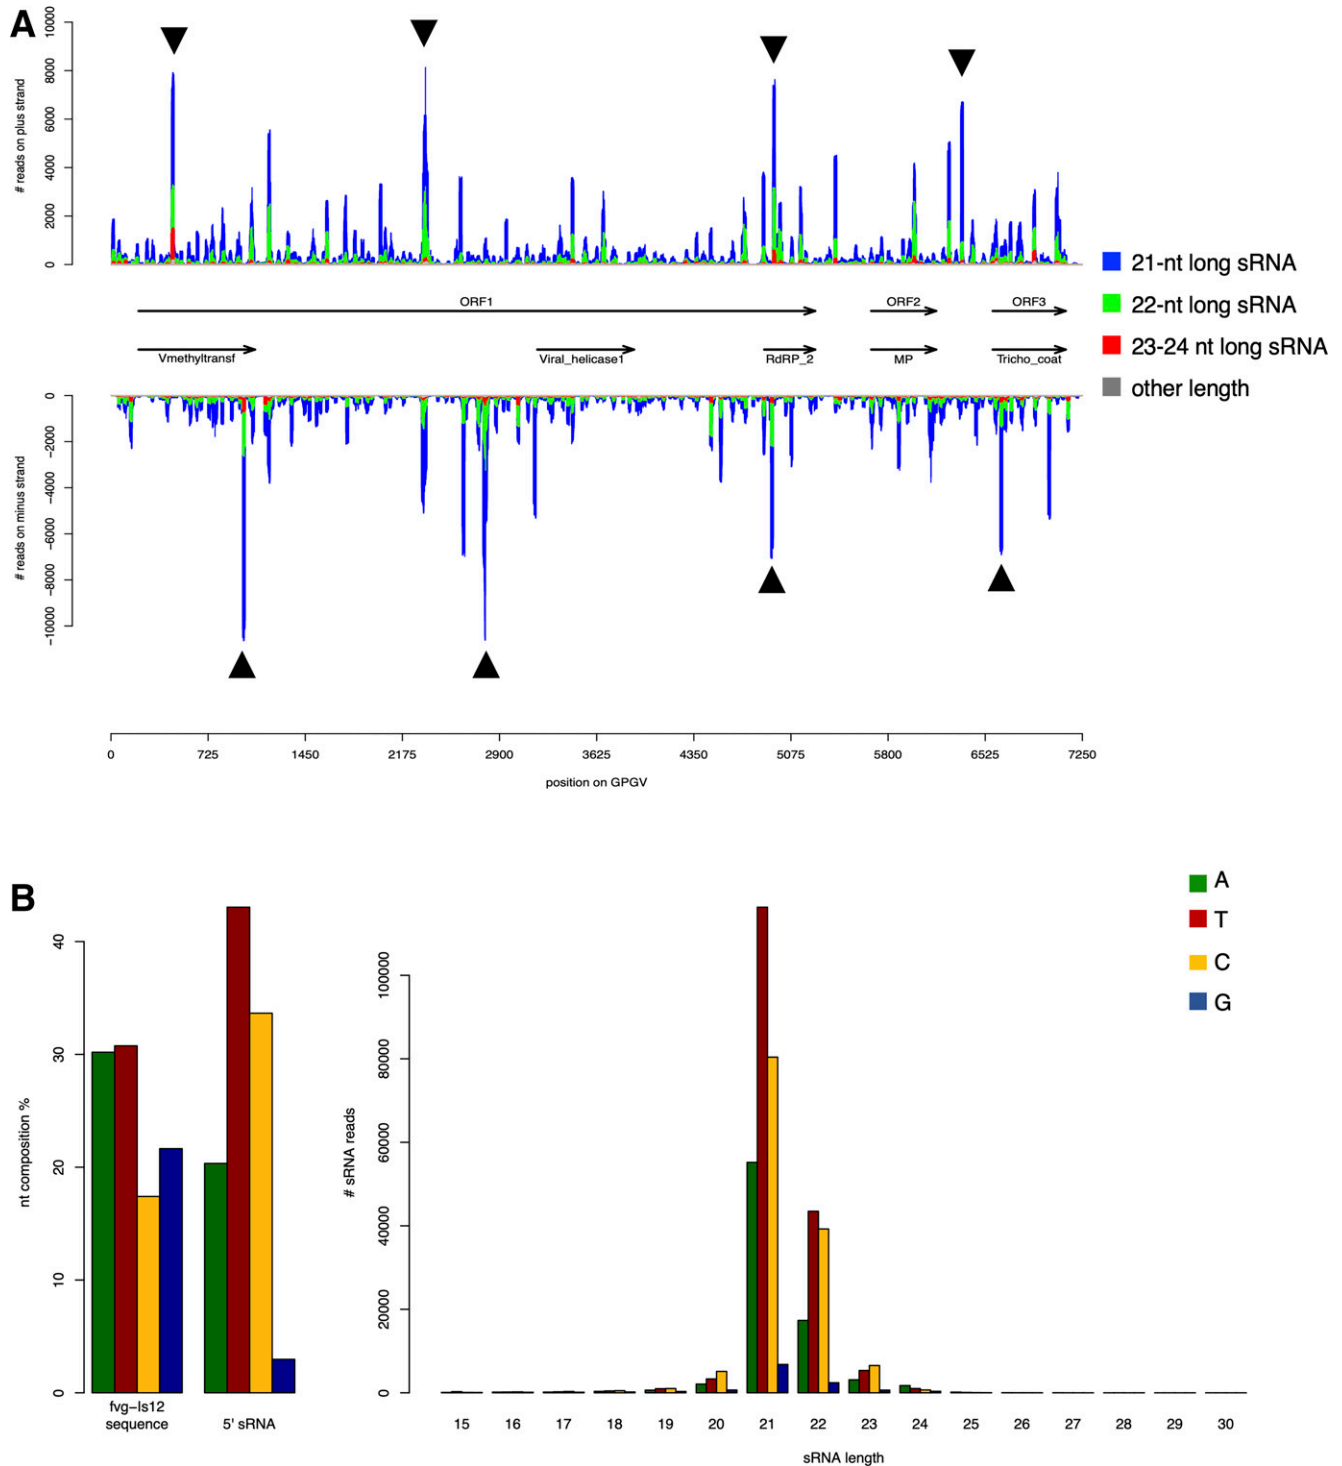 A
# reads on plus strand
10000
8000
6000
4000
2000
0
21-nt long sRNA
22-nt long sRNA
23-24 nt long sRNA
other length
ORF1
ORF2
ORF3
Vmethyltransf
Viral_helicase1
RdRP_2
MP
Tricho_coat
# reads on minus strand
0
−2000
−4000
−6000
−8000
−10000
0 725 1450 2175 2900 3625 4350 5075 5800 6525 7250
position on GPGV
B
A
T
C
G
nt composition %
40
30
20
10
0
fvg−Is12
sequence
5' sRNA
# sRNA reads
100000
80000
60000
40000
20000
0
15 16 17 18 19 20 21 22 23 24 25 26 27 28 29 30
sRNA length